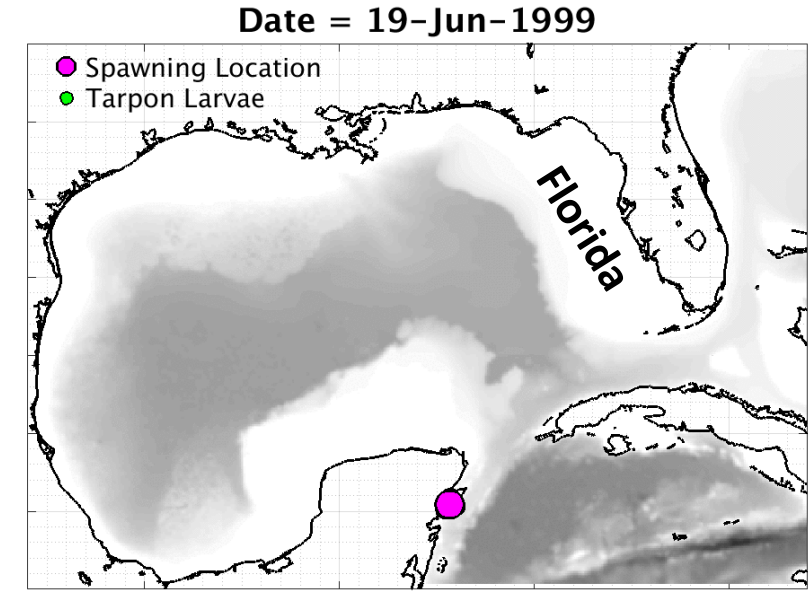 Date = 19-Jun-1999
Spawning Location
Tarpon Larvae
Florida